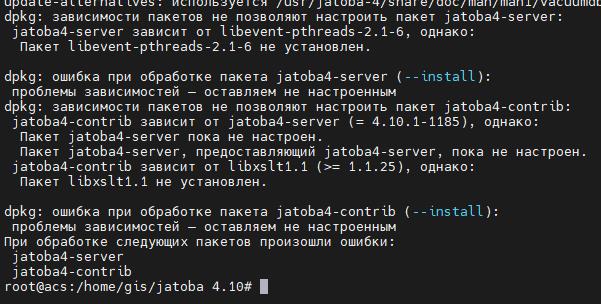 update-alternatives: используется /usr/jatoba-4/share/doc/man/man1/vacuumdb
dpkg: зависимости пакетов не позволяют настроить пакет jatoba4-server:
 jatoba4-server зависит от libevent-pthreads-2.1-6, однако:
  Пакет libevent-pthreads-2.1-6 не установлен.

dpkg: ошибка при обработке пакета jatoba4-server (--install):
 проблемы зависимостей — оставляем не настроенным
dpkg: зависимости пакетов не позволяют настроить пакет jatoba4-contrib:
 jatoba4-contrib зависит от jatoba4-server (= 4.10.1-1185), однако:
  Пакет jatoba4-server пока не настроен.
  Пакет jatoba4-server, предоставляющий jatoba4-server, пока не настроен.
 jatoba4-contrib зависит от libxslt1.1 (>= 1.1.25), однако:
  Пакет libxslt1.1 не установлен.

dpkg: ошибка при обработке пакета jatoba4-contrib (--install):
 проблемы зависимостей — оставляем не настроенным
При обработке следующих пакетов произошли ошибки:
 jatoba4-server
 jatoba4-contrib
root@acs:/home/gis/jatoba 4.10#